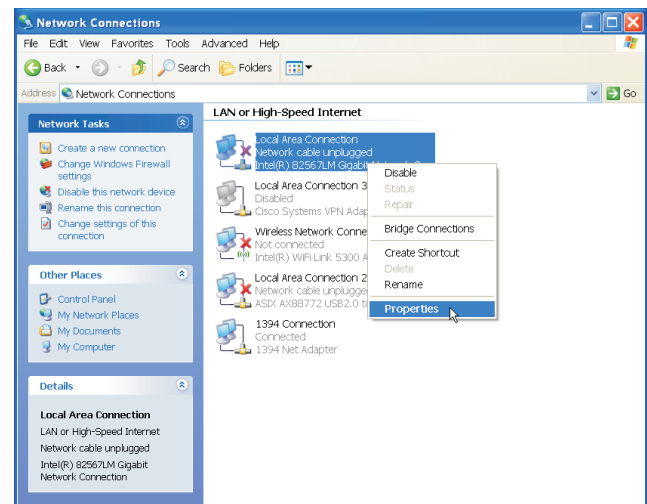 Network Connections
File Edit View Favorites Tools Advanced Help
Back Search Folders
Address Network Connections Go
Network Tasks
Create a new connection
Change Windows Firewall
settings
Disable this network device
Rename this connection
Change settings of this
connection
Other Places
Control Panel
My Network Places
My Documents
My Computer
Details
Local Area Connection
LAN or High-Speed Internet
Network cable unplugged
Intel(R) 82567LM Gigabit
Network Connection
LAN or High-Speed Internet
Local Area Connection
Network cable unplugged
Intel(R) 82567LM Gigabit
Local Area Connection 3
Disabled
Cisco Systems VPN Adap
Wireless Network Conne
Not connected
Intel(R) WiFi Link 5300 A
Local Area Connection 2
Network cable unplugge
ASIX AX88772 USB2.0 t
1394 Connection
Connected
1394 Net Adapter
Disable
Status
Repair
Bridge Connections
Create Shortcut
Delete
Rename
Properties